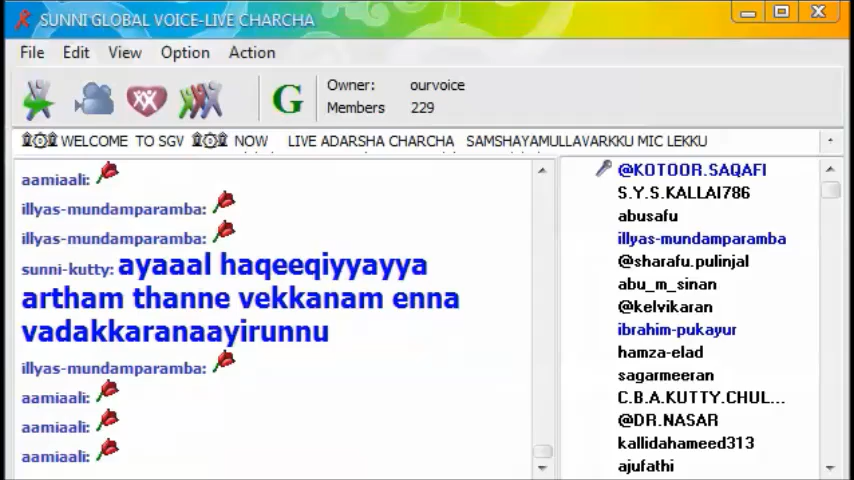 SUNNI GLOBAL VOICE-LIVE CHARCHA
File Edit View Option Action
G
Owner: ourvoice
Members 229
WELCOME TO SGV NOW LIVE ADARSHA CHARCHA SAMSHAYAMULLAVARKKU MIC LEKKU
aamiaali:
illyas-mundamparamba:
illyas-mundamparamba:
sunni-kutty: ayaaal haqeeqiyyayya
artham thanne vekkanam enna
vadakkaranaayirunnu
illyas-mundamparamba:
aamiaali:
aamiaali:
aamiaali:
@KOTOOR.SAQAFI
S.Y.S.KALLAI786
abusafu
illyas-mundamparamba
@sharafu.pulinjal
abu_m_sinan
@kelvikaran
ibrahim-pukayur
hamza-elad
sagarmeeran
C.B.A.KUTTY.CHUL...
@DR.NASAR
kallidahameed313
ajufathi